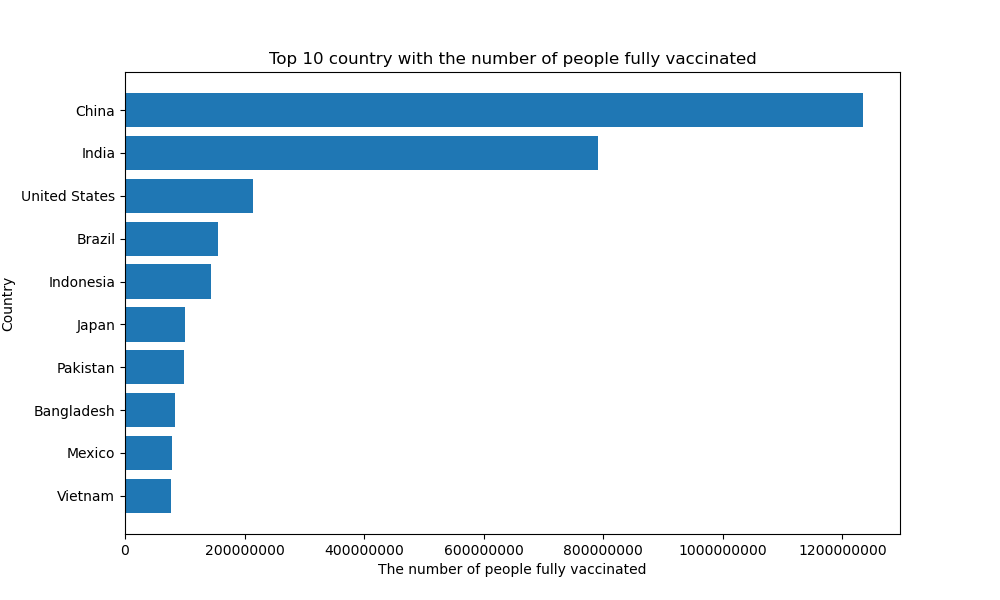 Top 10 country with the number of people fully vaccinated
Country
China
India
United States
Brazil
Indonesia
Japan
Pakistan
Bangladesh
Mexico
Vietnam
0 200000000 400000000 600000000 800000000 1000000000 1200000000
The number of people fully vaccinated